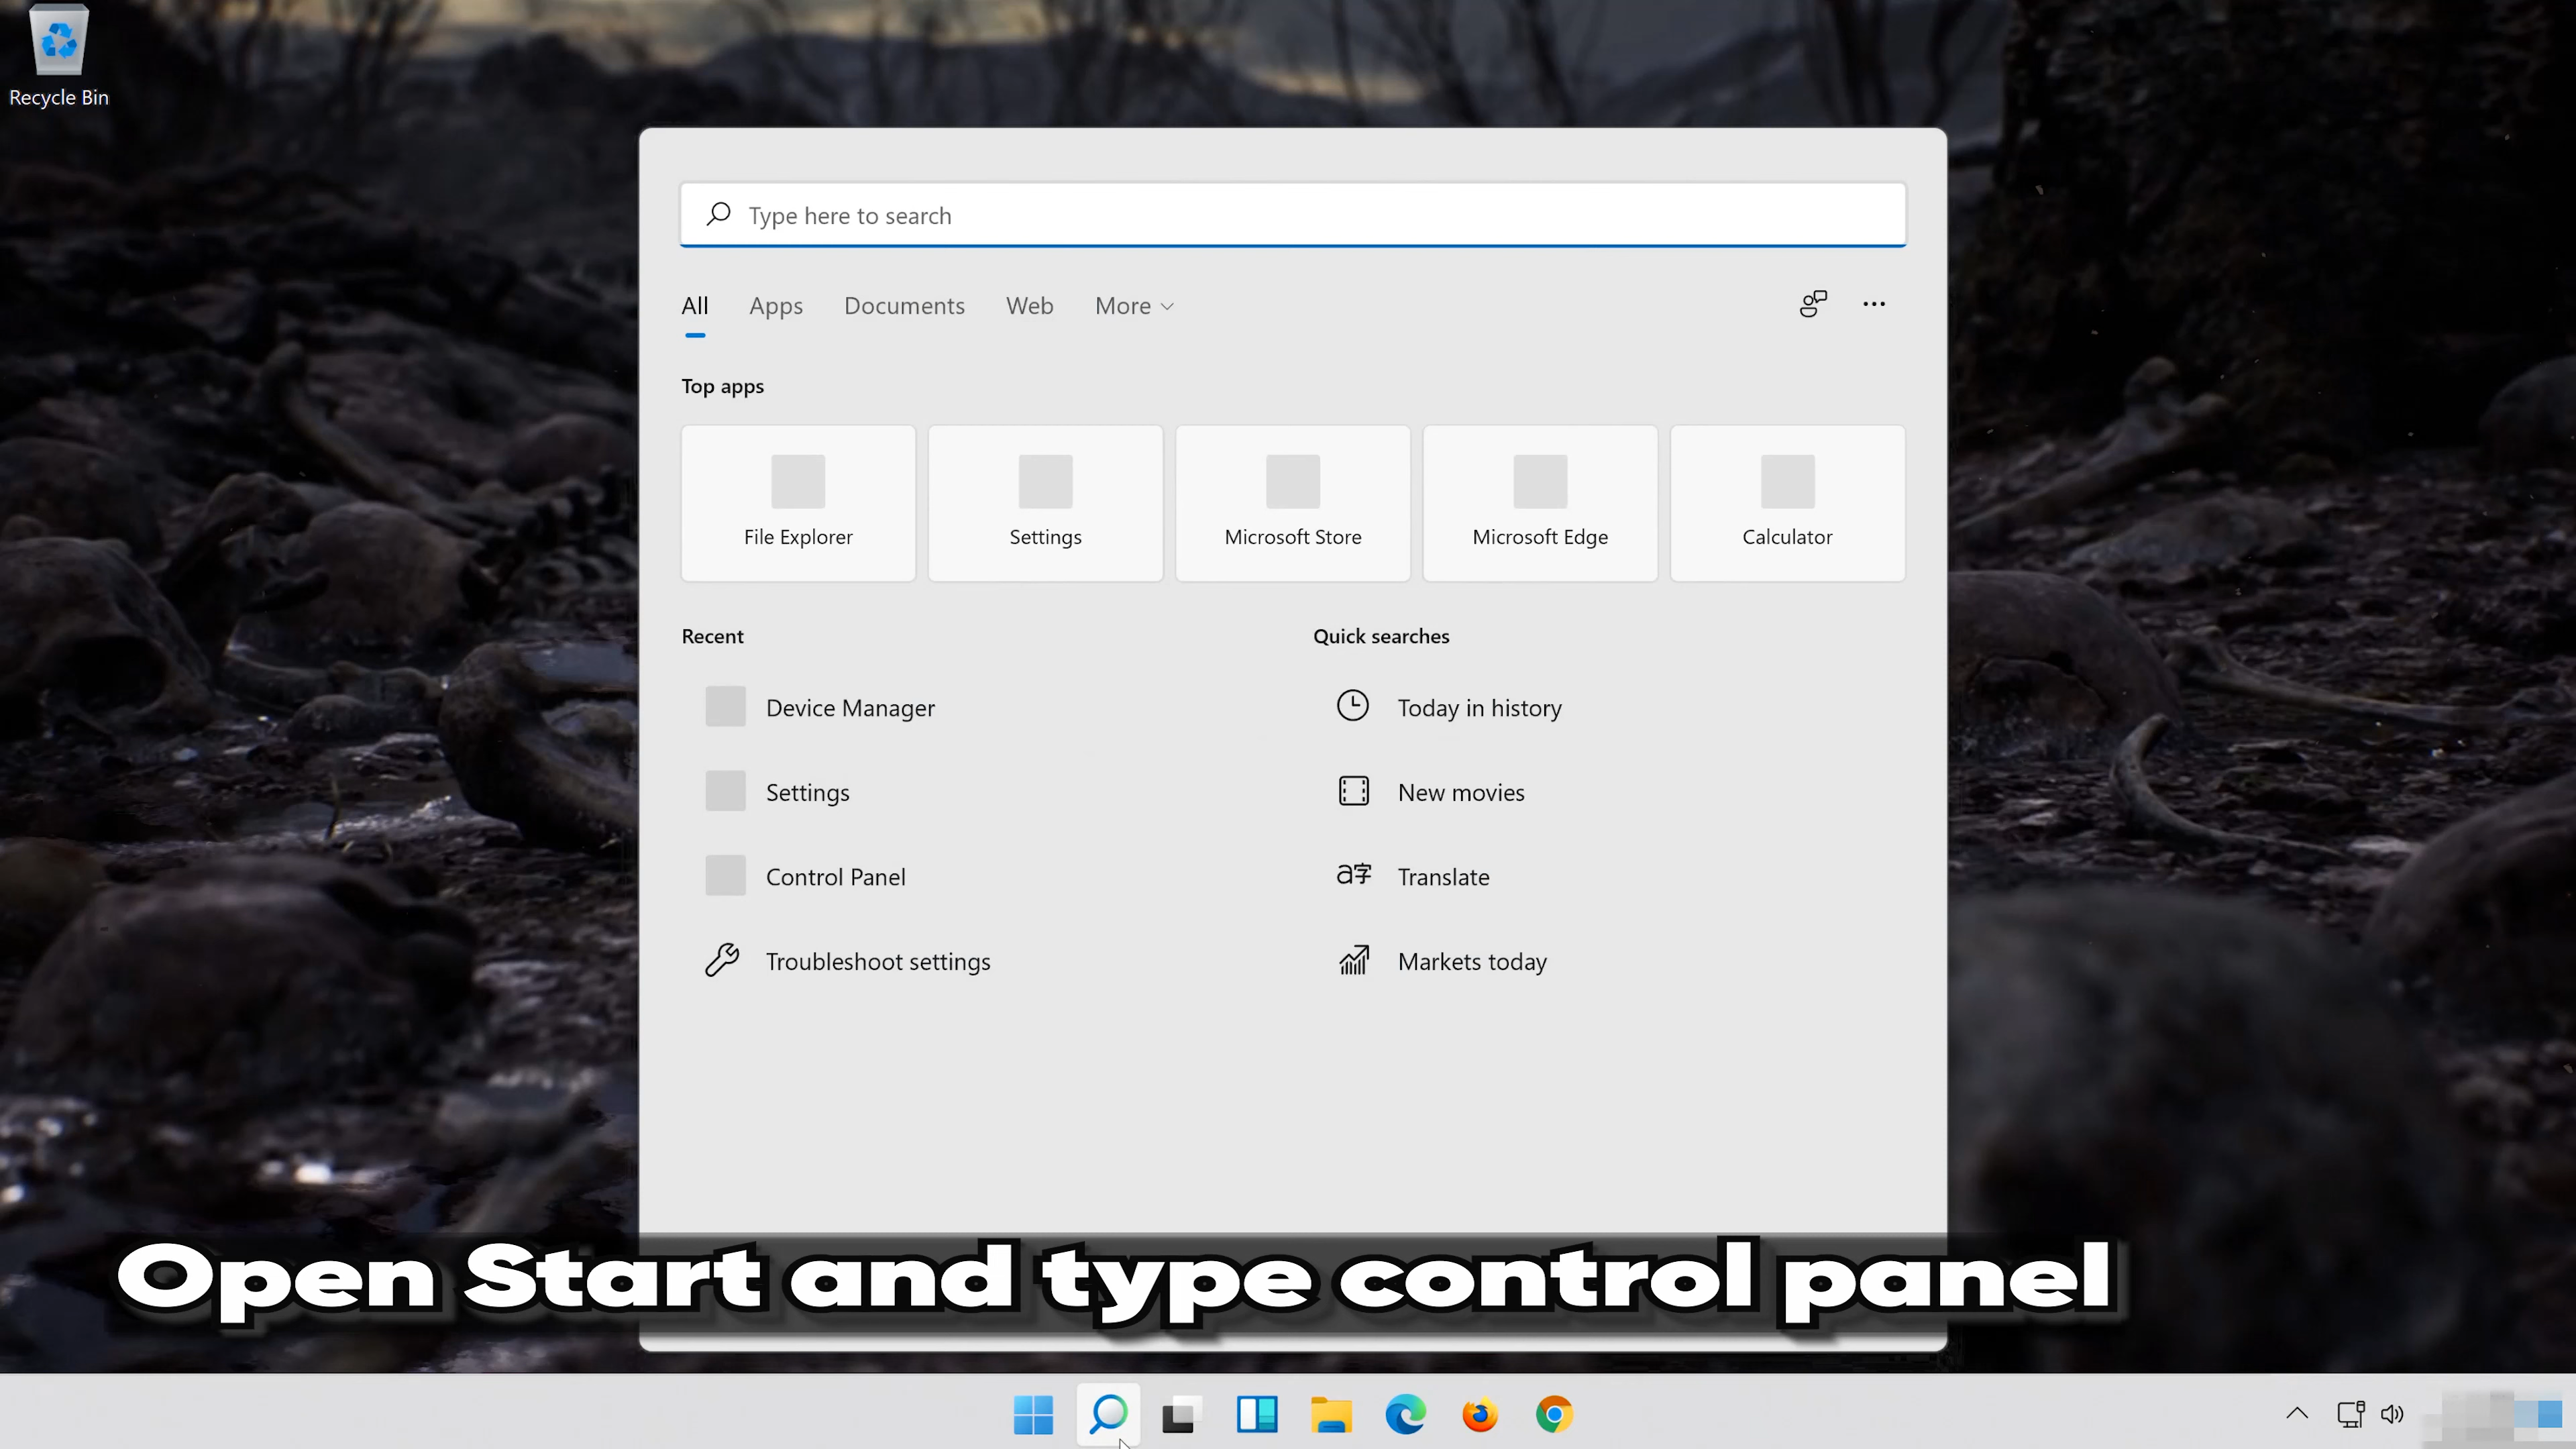 Recycle Bin
Type here to search
All Apps Documents Web More
Top apps
File Explorer Settings Microsoft Store Microsoft Edge Calculator
Recent Quick searches
Device Manager Today in history
Settings New movies
Control Panel Translate
Troubleshoot settings Markets today
Open Start and type control panel